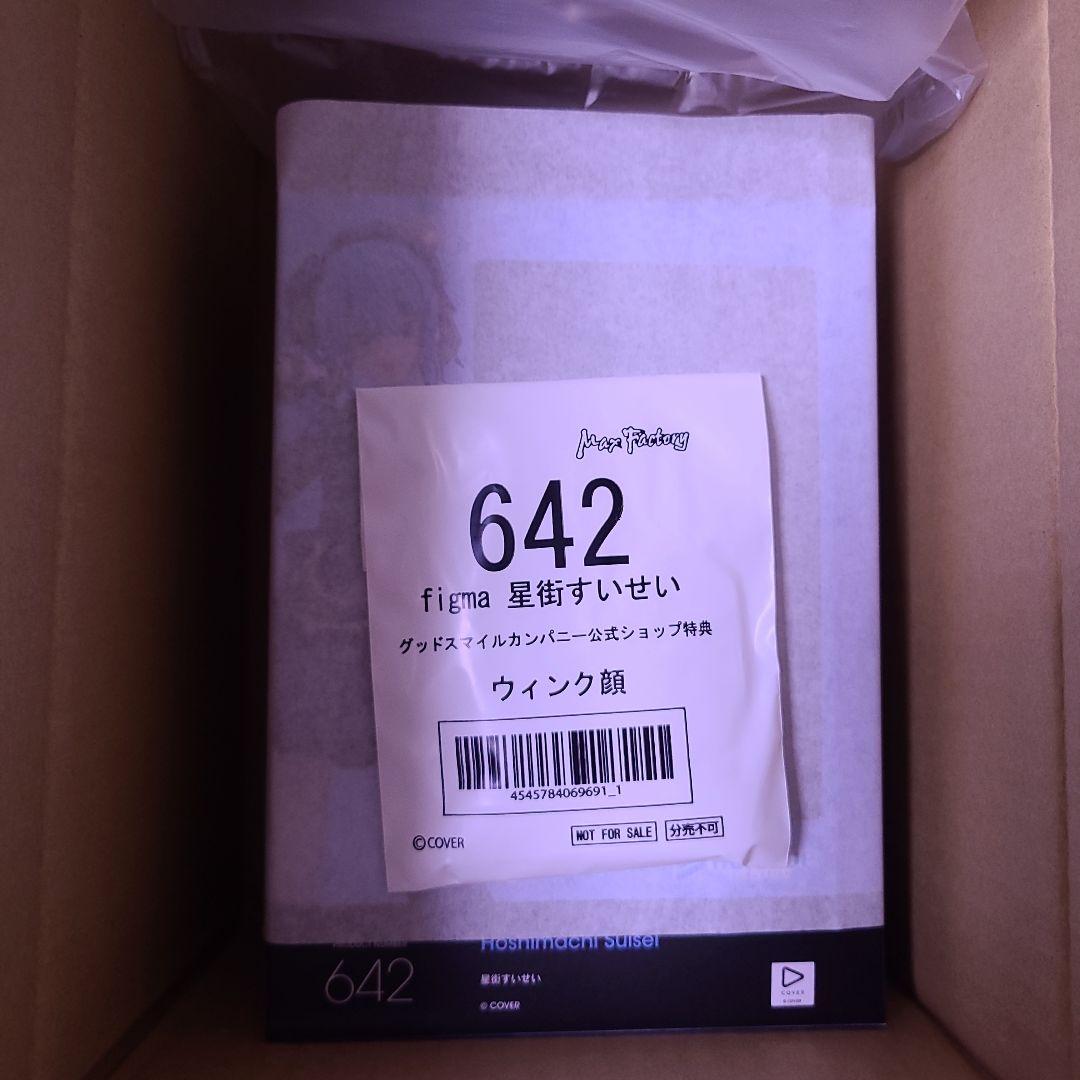 Max Factory
642
figma 星街すいせい
グッドスマイルカンパニー公式ショップ特典
ウィンク顔
4545784069691_1
©COVER
NOT FOR SALE
分売不可
Hoshimachi Suisei
642
星街すいせい
© COVER
COVER
© COVER